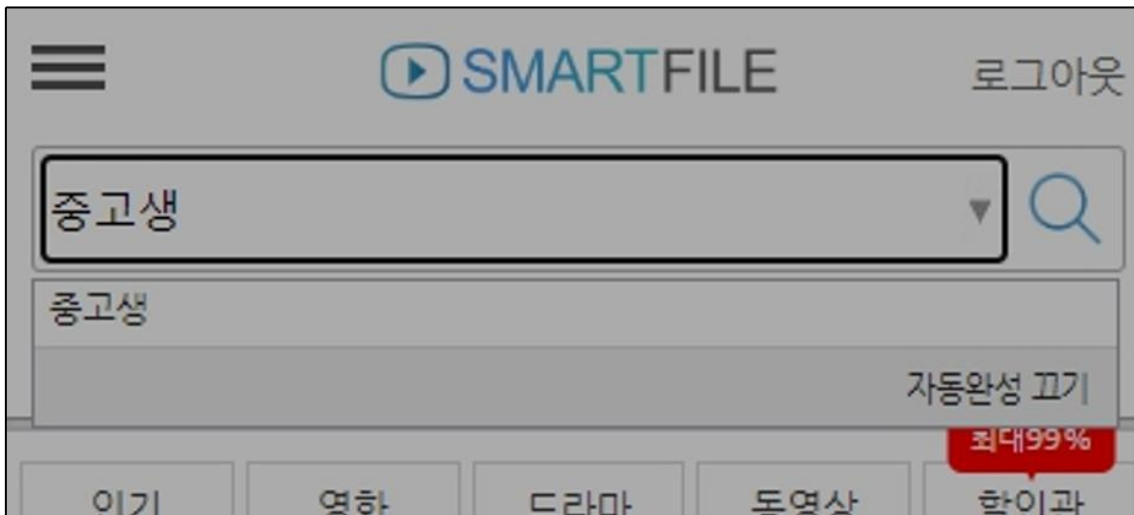 SMARTFILE
로그아웃
중고생
중고생
자동완성 끄기
최대99%
인기 영화 드라마 동영상 할인관